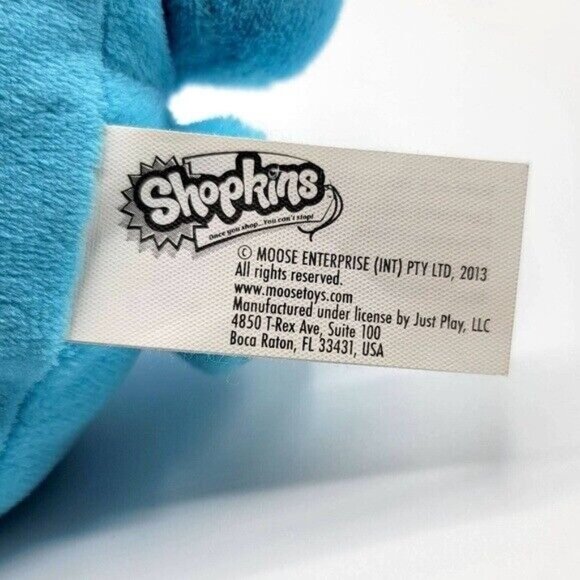 Shopkins
Once you shop...You can't stop!
© MOOSE ENTERPRISE (INT) PTY LTD, 2013
All rights reserved.
www.moosetoys.com
Manufactured under license by Just Play, LLC
4850 T-Rex Ave, Suite 100
Boca Raton, FL 33431, USA